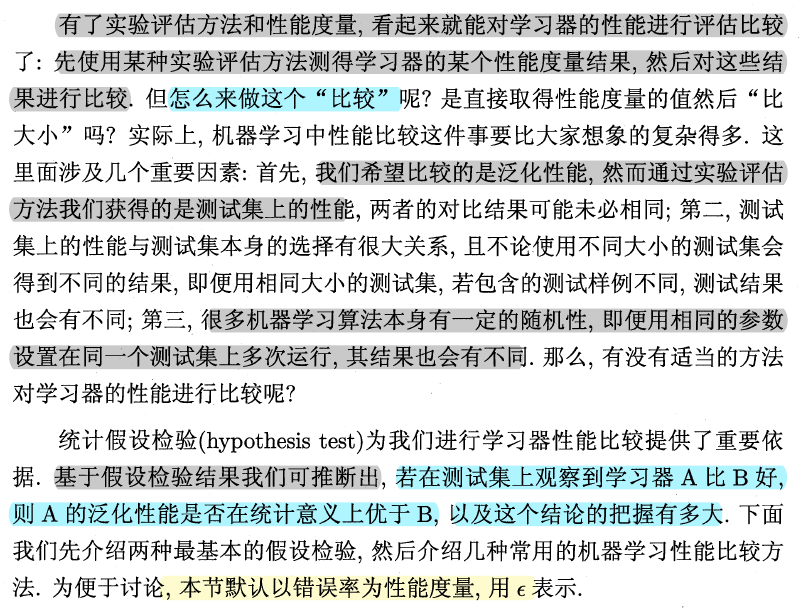 有了实验评估方法和性能度量, 看起来就能对学习器的性能进行评估比较
了: 先使用某种实验评估方法测得学习器的某个性能度量结果, 然后对这些结
果进行比较. 但怎么来做这个“比较”呢? 是直接取得性能度量的值然后“比
大小”吗? 实际上, 机器学习中性能比较这件事要比大家想象的复杂得多. 这
里面涉及几个重要因素: 首先, 我们希望比较的是泛化性能, 然而通过实验评估
方法我们获得的是测试集上的性能, 两者的对比结果可能未必相同; 第二, 测试
集上的性能与测试集本身的选择有很大关系, 且不论使用不同大小的测试集会
得到不同的结果, 即便用相同大小的测试集, 若包含的测试样例不同, 测试结果
也会有不同; 第三, 很多机器学习算法本身有一定的随机性, 即便用相同的参数
设置在同一个测试集上多次运行, 其结果也会有不同. 那么, 有没有适当的方法
对学习器的性能进行比较呢?
统计假设检验(hypothesis test)为我们进行学习器性能比较提供了重要依
据. 基于假设检验结果我们可推断出, 若在测试集上观察到学习器 A 比 B 好,
则 A 的泛化性能是否在统计意义上优于 B, 以及这个结论的把握有多大. 下面
我们先介绍两种最基本的假设检验, 然后介绍几种常用的机器学习性能比较方
法. 为便于讨论, 本节默认以错误率为性能度量, 用 ϵ 表示.